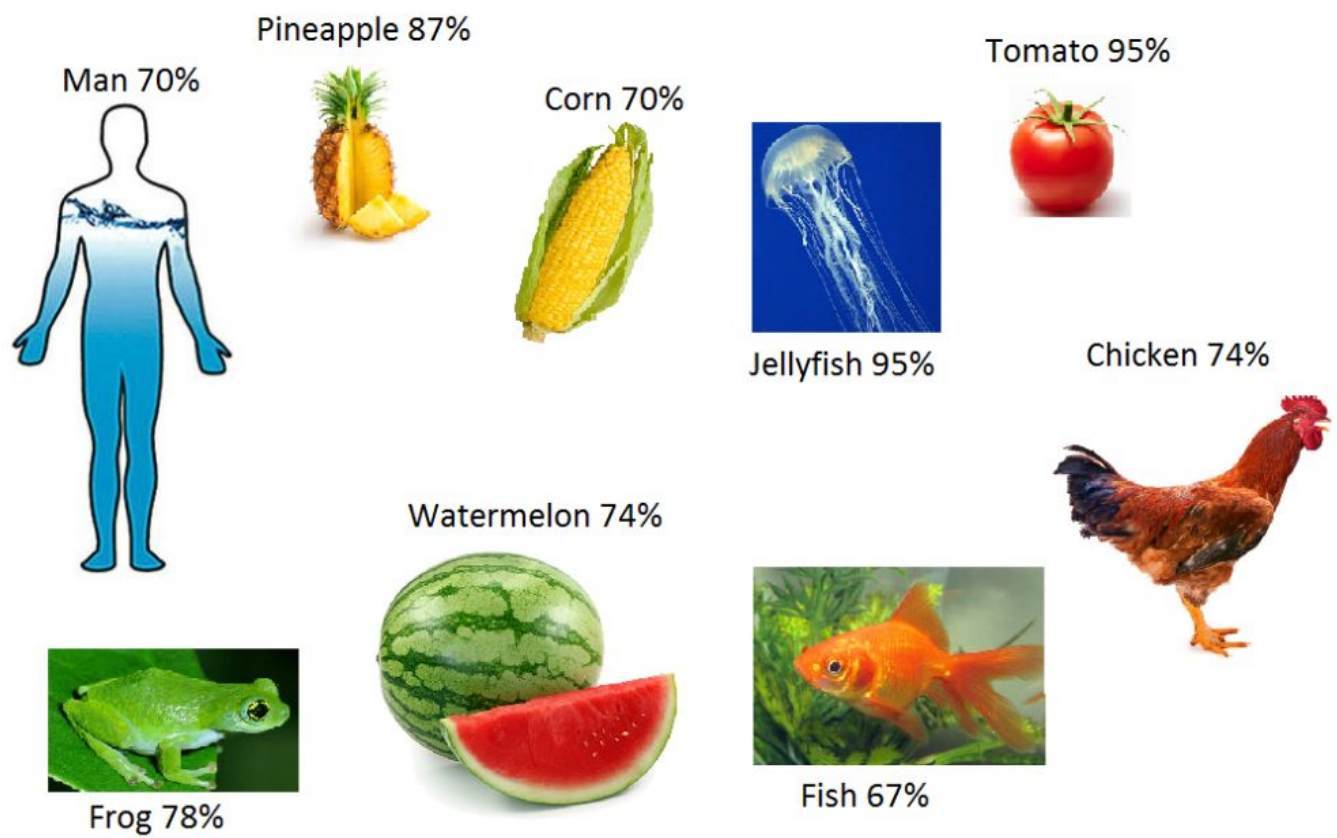 Pineapple 87%
Tomato 95%
Man 70%
Corn 70%
Jellyfish 95%
Chicken 74%
Watermelon 74%
Fish 67%
Frog 78%